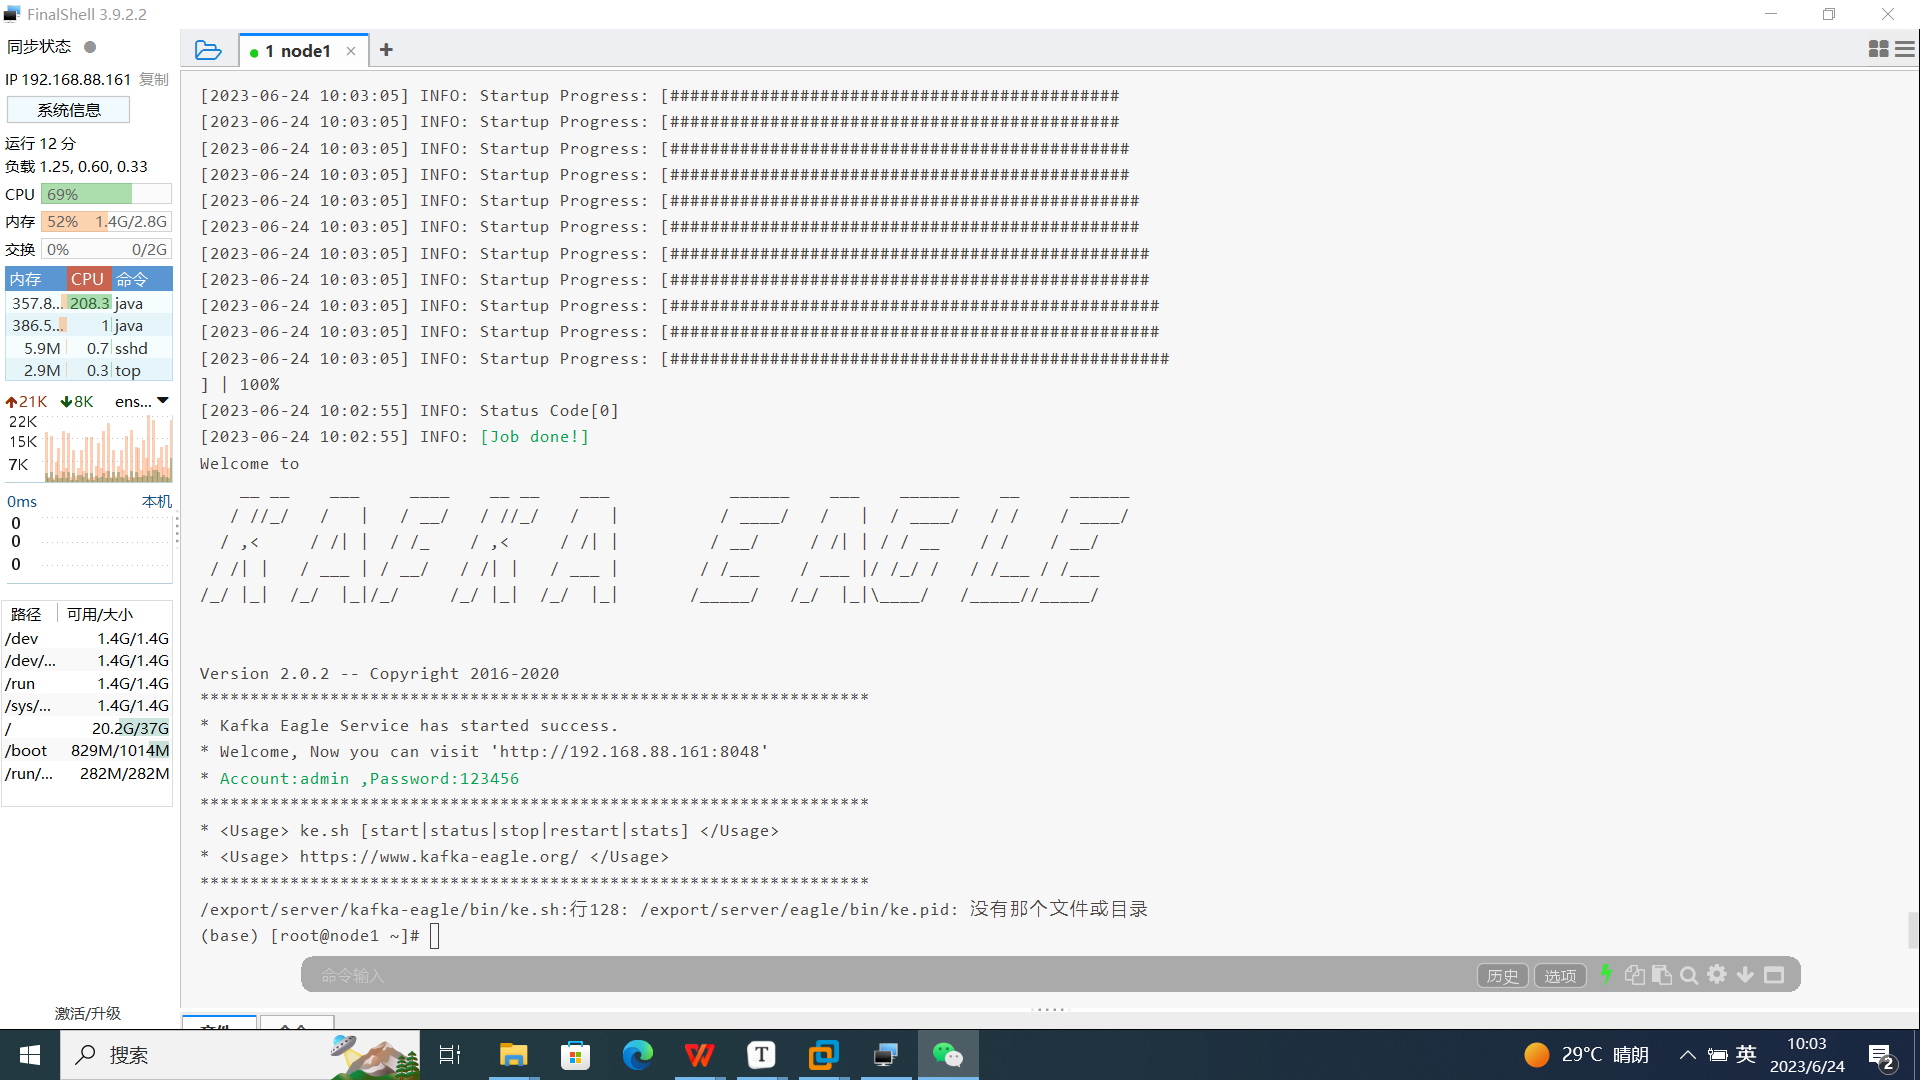 FinalShell 3.9.2.2
同步状态
IP 192.168.88.161 复制
系统信息
运行 12 分
负载 1.25, 0.60, 0.33
CPU 69%
内存 52% 1.4G/2.8G
交换 0% 0/2G
内存 CPU 命令
357.8... 208.3 java
386.5... 1 java
5.9M 0.7 sshd
2.9M 0.3 top
21K 8K ens...
22K
15K
7K
0ms 本机
0
0
0
路径 可用/大小
/dev 1.4G/1.4G
/dev/... 1.4G/1.4G
/run 1.4G/1.4G
/sys/... 1.4G/1.4G
/ 20.2G/37G
/boot 829M/1014M
/run/... 282M/282M
激活/升级
1 node1
[2023-06-24 10:03:05] INFO: Startup Progress: [#############################################
[2023-06-24 10:03:05] INFO: Startup Progress: [#############################################
[2023-06-24 10:03:05] INFO: Startup Progress: [##############################################
[2023-06-24 10:03:05] INFO: Startup Progress: [##############################################
[2023-06-24 10:03:05] INFO: Startup Progress: [###############################################
[2023-06-24 10:03:05] INFO: Startup Progress: [###############################################
[2023-06-24 10:03:05] INFO: Startup Progress: [################################################
[2023-06-24 10:03:05] INFO: Startup Progress: [################################################
[2023-06-24 10:03:05] INFO: Startup Progress: [#################################################
[2023-06-24 10:03:05] INFO: Startup Progress: [#################################################
[2023-06-24 10:03:05] INFO: Startup Progress: [##################################################
] | 100%
[2023-06-24 10:02:55] INFO: Status Code[0]
[2023-06-24 10:02:55] INFO: [Job done!]
Welcome to
KAFKA EAGLE
Version 2.0.2 -- Copyright 2016-2020
*******************************************************************
* Kafka Eagle Service has started success.
* Welcome, Now you can visit 'http://192.168.88.161:8048'
* Account:admin ,Password:123456
*******************************************************************
* <Usage> ke.sh [start|status|stop|restart|stats] </Usage>
* <Usage> https://www.kafka-eagle.org/ </Usage>
*******************************************************************
/export/server/kafka-eagle/bin/ke.sh:行128: /export/server/eagle/bin/ke.pid: 没有那个文件或目录
(base) [root@node1 ~]#
命令输入 历史 选项
搜索
29°C 晴朗
英
10:03
2023/6/24
2